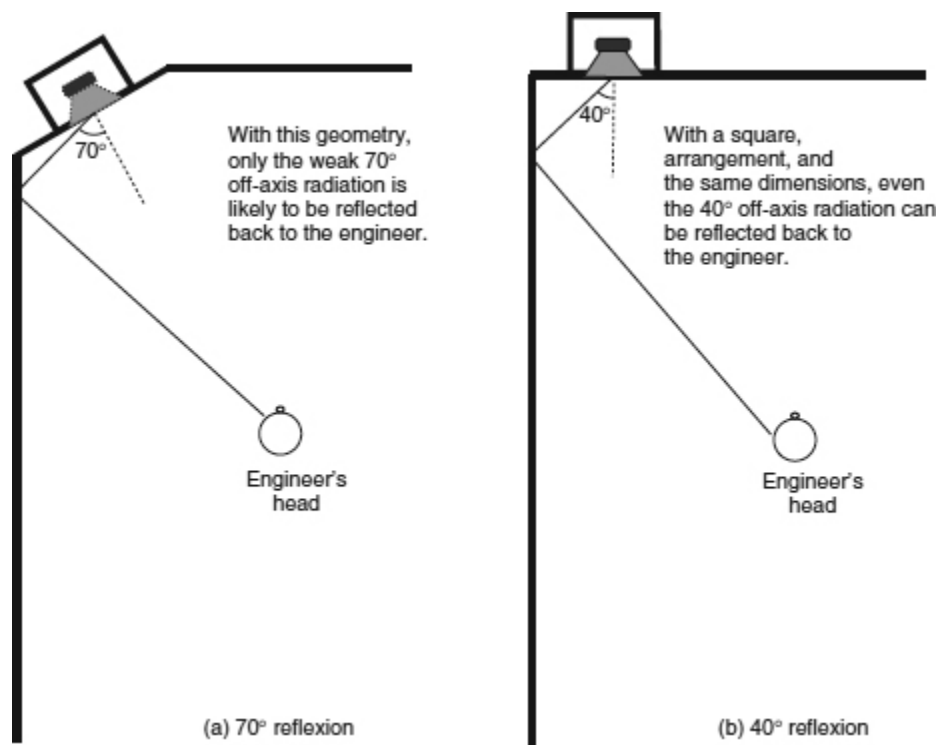 70°
With this geometry,
only the weak 70°
off-axis radiation is
likely to be reflected
back to the engineer.
Engineer's
head
(a) 70° reflexion
40°
With a square,
arrangement, and
the same dimensions, even
the 40° off-axis radiation can
be reflected back to
the engineer.
Engineer's
head
(b) 40° reflexion